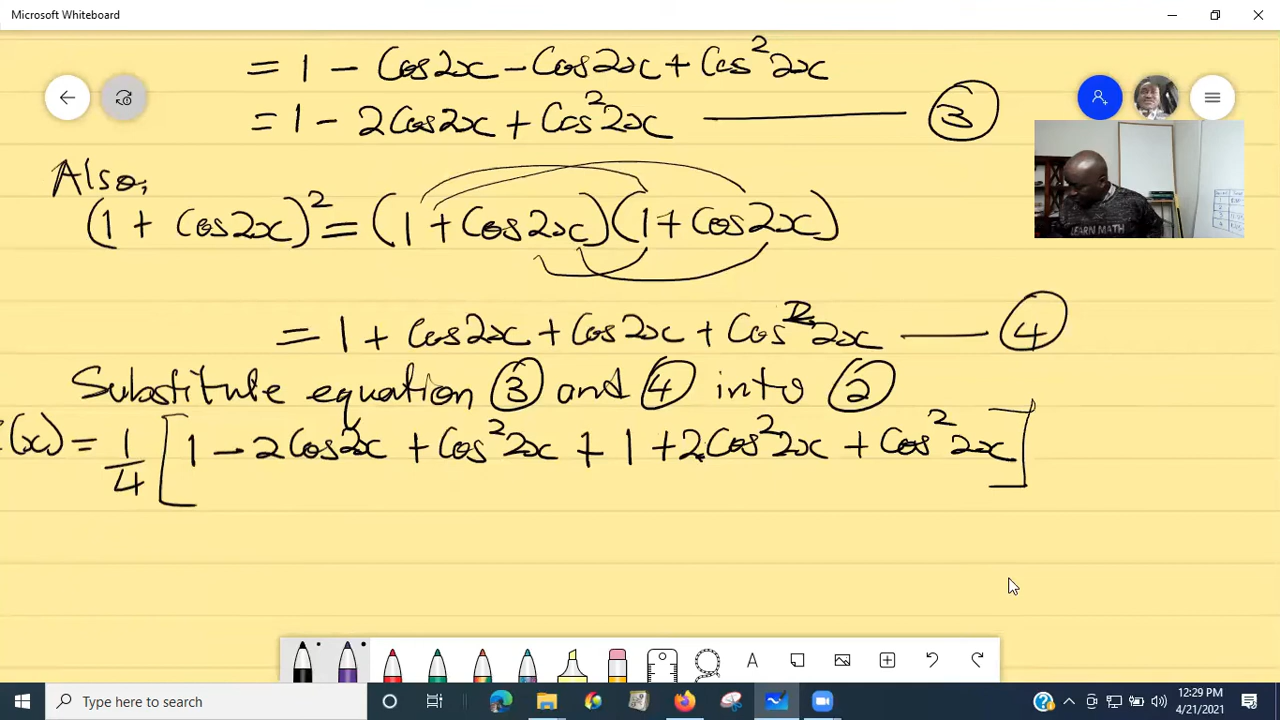 Microsoft Whiteboard
= 1 - Cos2x - Cos2x + Cos²2x
= 1 - 2Cos2x + Cos²2x ——— ③
Also,
(1 + Cos2x)² = (1 + Cos2x)(1 + Cos2x)
= 1 + Cos2x + Cos2x + Cos²2x —— ④
Substitute equation ③ and ④ into ②
(x) = 1/4 [1 - 2Cos2x + Cos²2x + 1 + 2Cos²2x + Cos²2x]
LEARN MATH
Type here to search
12:29 PM
4/21/2021